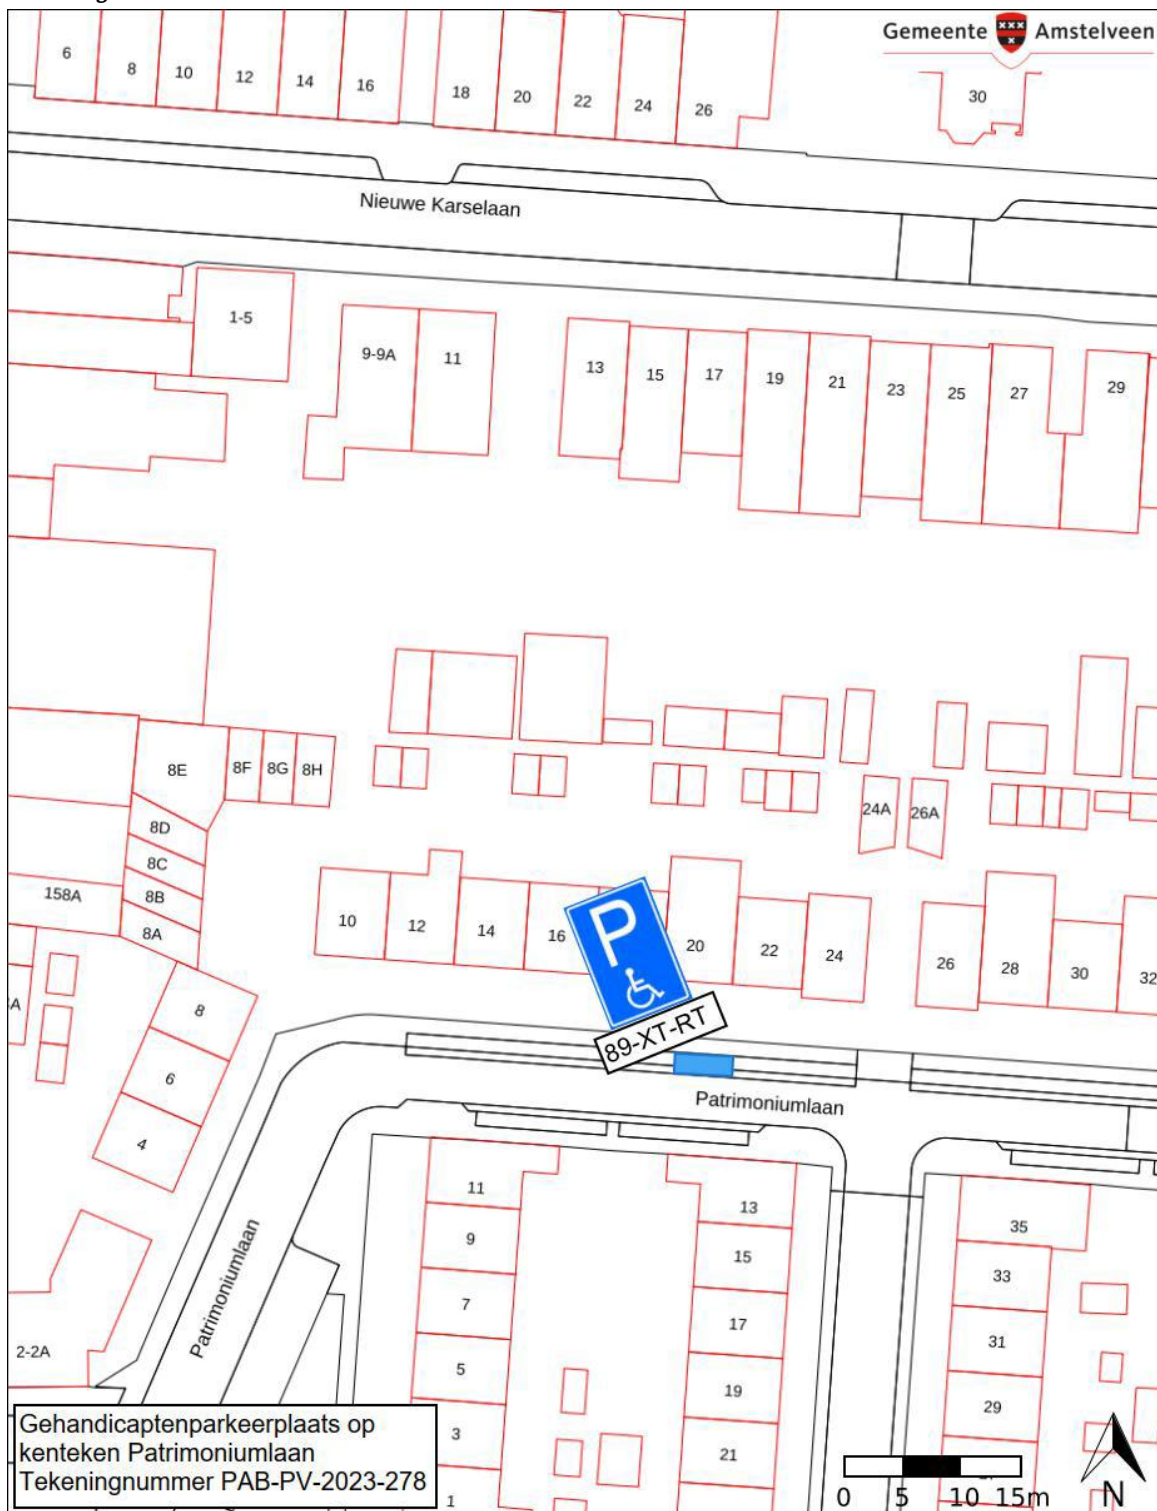 Gemeente Amstelveen
6 8 10 12 14 16 18 20 22 24 26 30
Nieuwe Karselaan
1-5 9-9A 11 13 15 17 19 21 23 25 27 29
8E 8F 8G 8H
8D
8C
8B
8A
158A
24A 26A
10 12 14 16 20 22 24 26 28 30 32
P
89-XT-RT
8
6
4
Patrimoniumlaan
Patrimoniumlaan
11
9
7
5
3
1
13
15
17
19
21
35
33
31
29
2-2A
Gehandicaptenparkeerplaats op
kenteken Patrimoniumlaan
Tekeningnummer PAB-PV-2023-278
0 5 10 15m
N